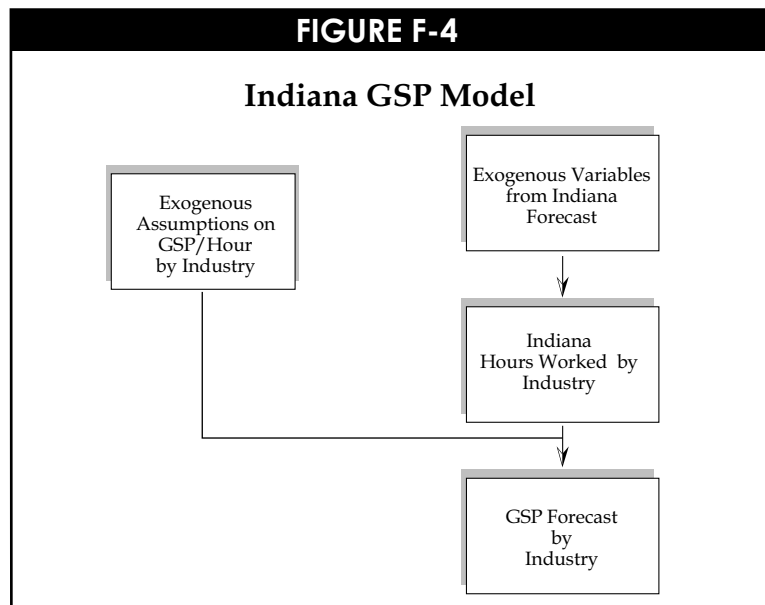 FIGURE F-4
Indiana GSP Model
Exogenous
Assumptions on
GSP/Hour
by Industry
Exogenous Variables
from Indiana
Forecast
Indiana
Hours Worked by
Industry
GSP Forecast
by
Industry